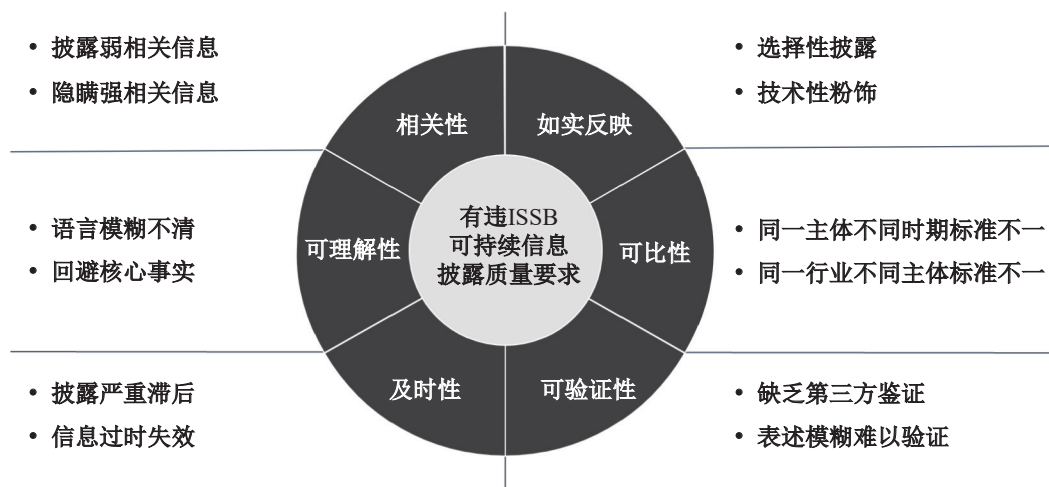 • 披露弱相关信息
• 隐瞒强相关信息
• 选择性披露
• 技术性粉饰
相关性
如实反映
• 语言模糊不清
• 回避核心事实
可理解性
有违ISSB
可持续信息
披露质量要求
可比性
• 同一主体不同时期标准不一
• 同一行业不同主体标准不一
及时性
可验证性
• 披露严重滞后
• 信息过时失效
• 缺乏第三方鉴证
• 表述模糊难以验证